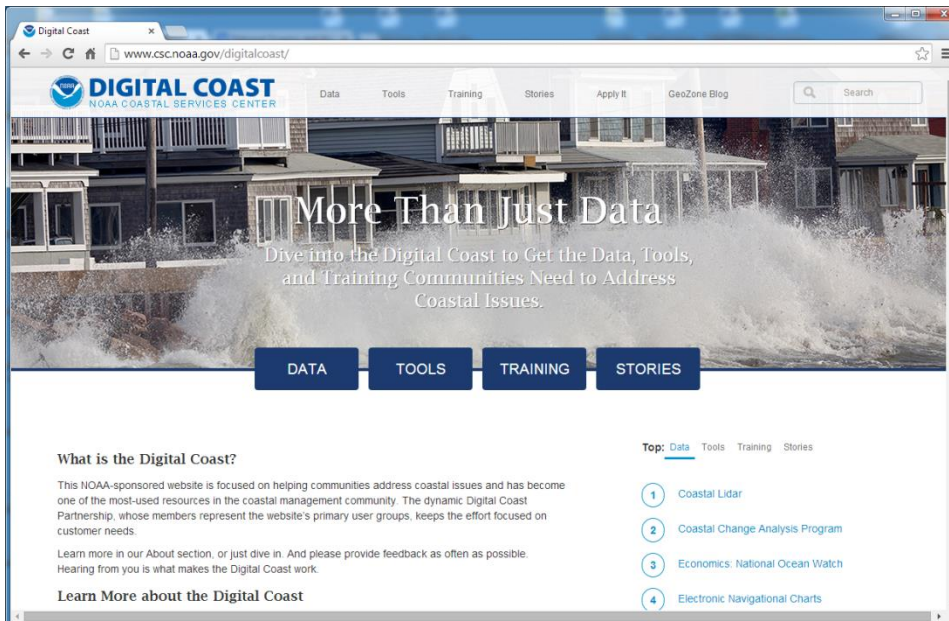 Digital Coast
www.csc.noaa.gov/digitalcoast/
NOAA
DIGITAL COAST
NOAA COASTAL SERVICES CENTER
Data Tools Training Stories Apply It GeoZone Blog Search
More Than Just Data
Dive into the Digital Coast to Get the Data, Tools,
and Training Communities Need to Address
Coastal Issues.
DATA TOOLS TRAINING STORIES
What is the Digital Coast?
This NOAA-sponsored website is focused on helping communities address coastal issues and has become
one of the most-used resources in the coastal management community. The dynamic Digital Coast
Partnership, whose members represent the website's primary user groups, keeps the effort focused on
customer needs.
Learn more in our About section, or just dive in. And please provide feedback as often as possible.
Hearing from you is what makes the Digital Coast work.
Learn More about the Digital Coast
Top: Data Tools Training Stories
1 Coastal Lidar
2 Coastal Change Analysis Program
3 Economics: National Ocean Watch
4 Electronic Navigational Charts